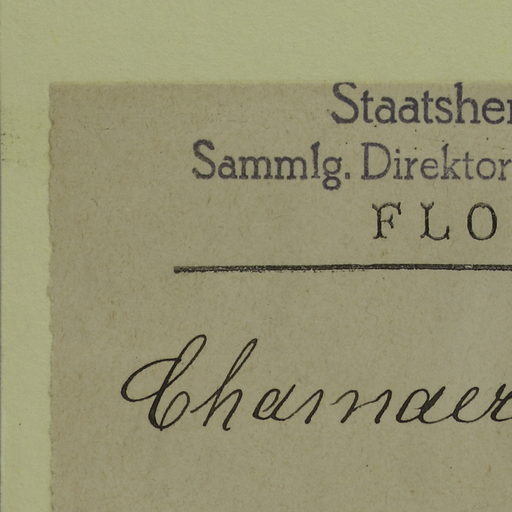 Staatsher
Sammlg. Direktor
FLO
Chamaer